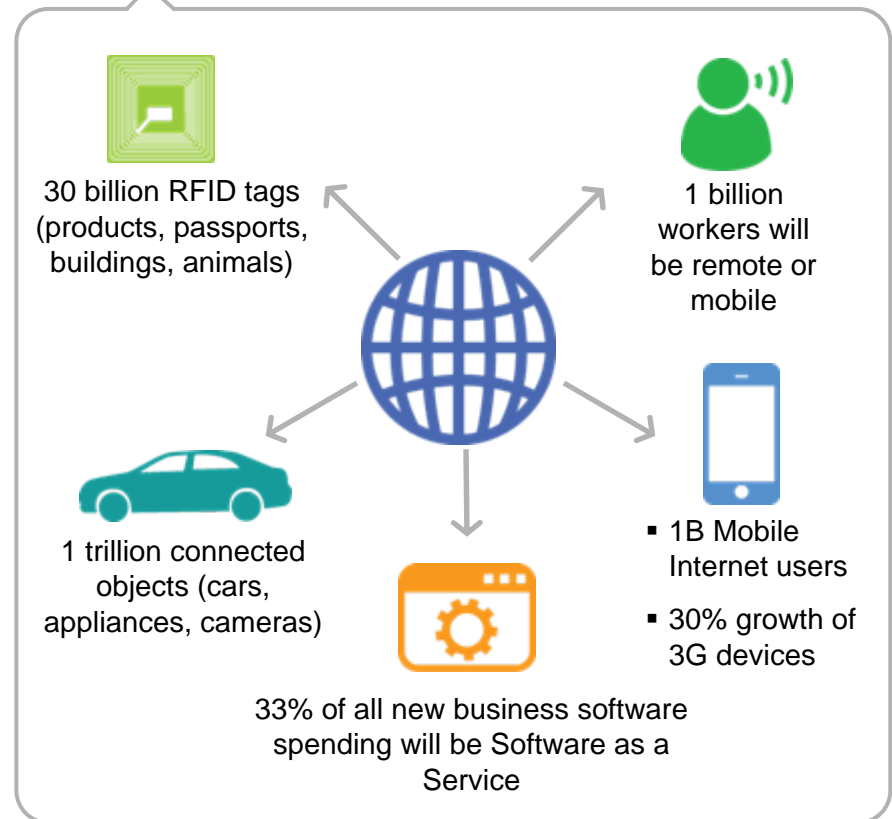 30 billion RFID tags
(products, passports,
buildings, animals)
1 billion
workers will
be remote or
mobile
1 trillion connected
objects (cars,
appliances, cameras)
▪ 1B Mobile
Internet users
▪ 30% growth of
3G devices
33% of all new business software
spending will be Software as a
Service